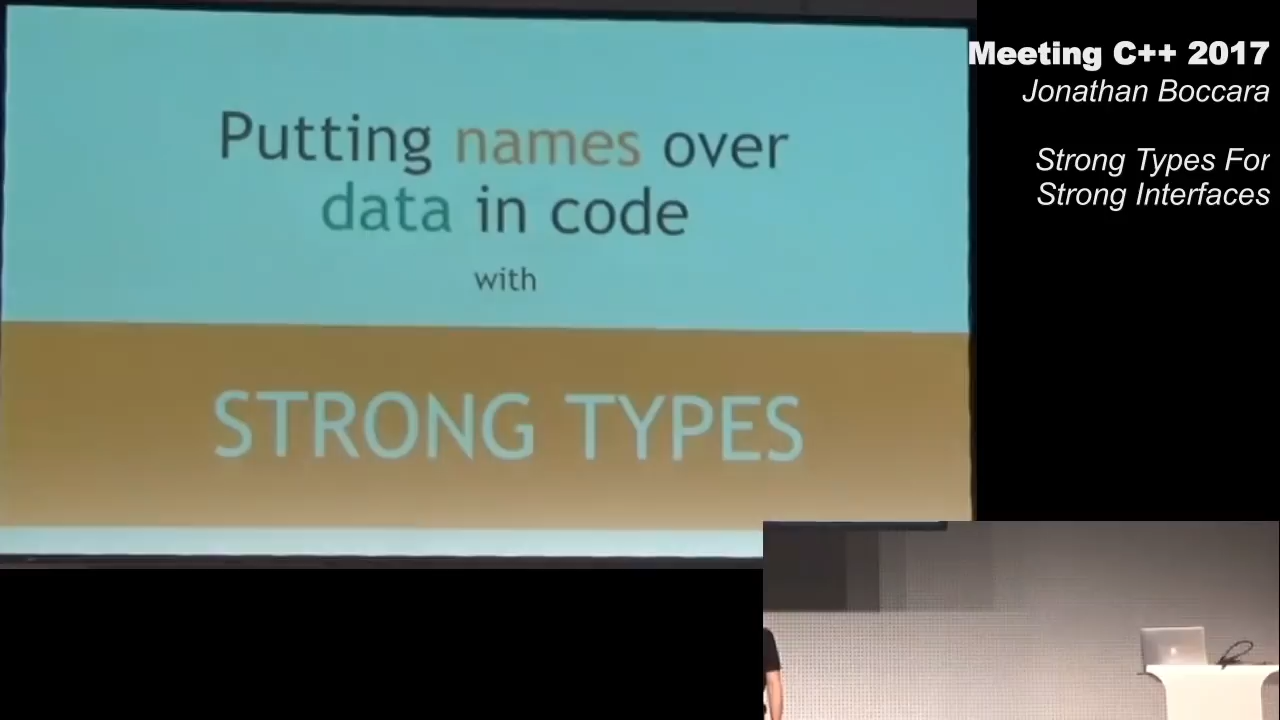 Putting names over
data in code
with
STRONG TYPES
Meeting C++ 2017
Jonathan Boccara
Strong Types For
Strong Interfaces